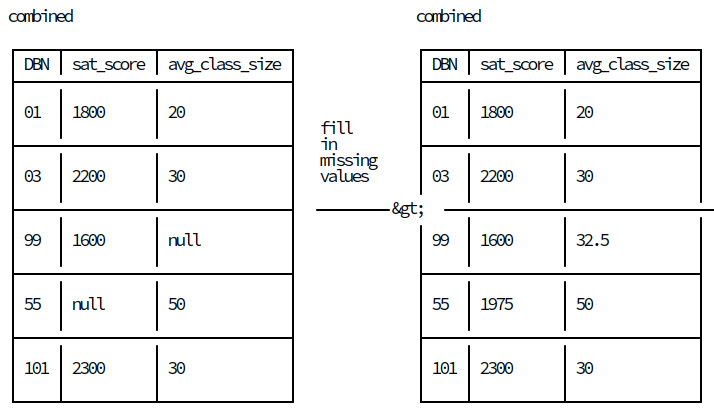 combined
DBN sat_score avg_class_size
01 1800 20
03 2200 30
99 1600 null
55 null 50
101 2300 30
fill
in
missing
values
&gt;
combined
DBN sat_score avg_class_size
01 1800 20
03 2200 30
99 1600 32.5
55 1975 50
101 2300 30